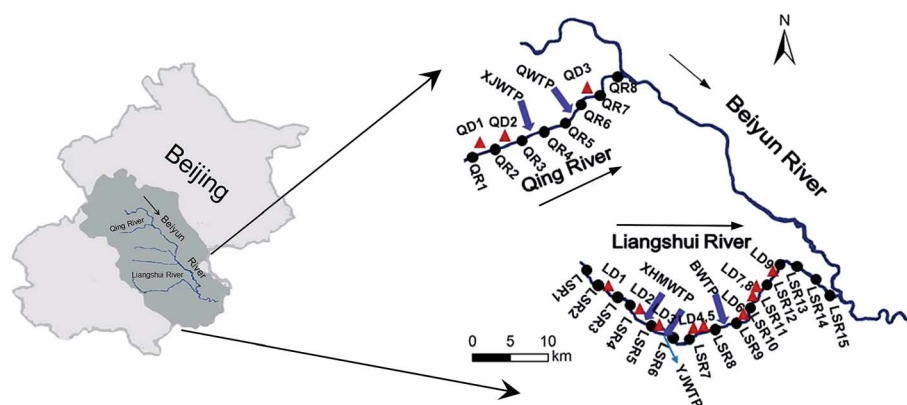 Beijing
Qing River
Beiyun
River
Liangshui River
N
XJWTP
QWTP
QD3
QD1
QD2
QR8
QR7
QR6
QR5
QR4
QR3
QR2
QR1
Qing River
Beiyun River
Liangshui River
LSR1
LD1
LSR2
LSR3
LD2
XHMWTP
LSR4
LD3
LSR5
LSR6
YJWTP
LD4,5
LSR7
BWTP
LSR8
LD6
LSR9
LD7,8
LSR10
LSR11
LD9
LSR12
LSR13
LSR14
LSR15
0 5 10
km